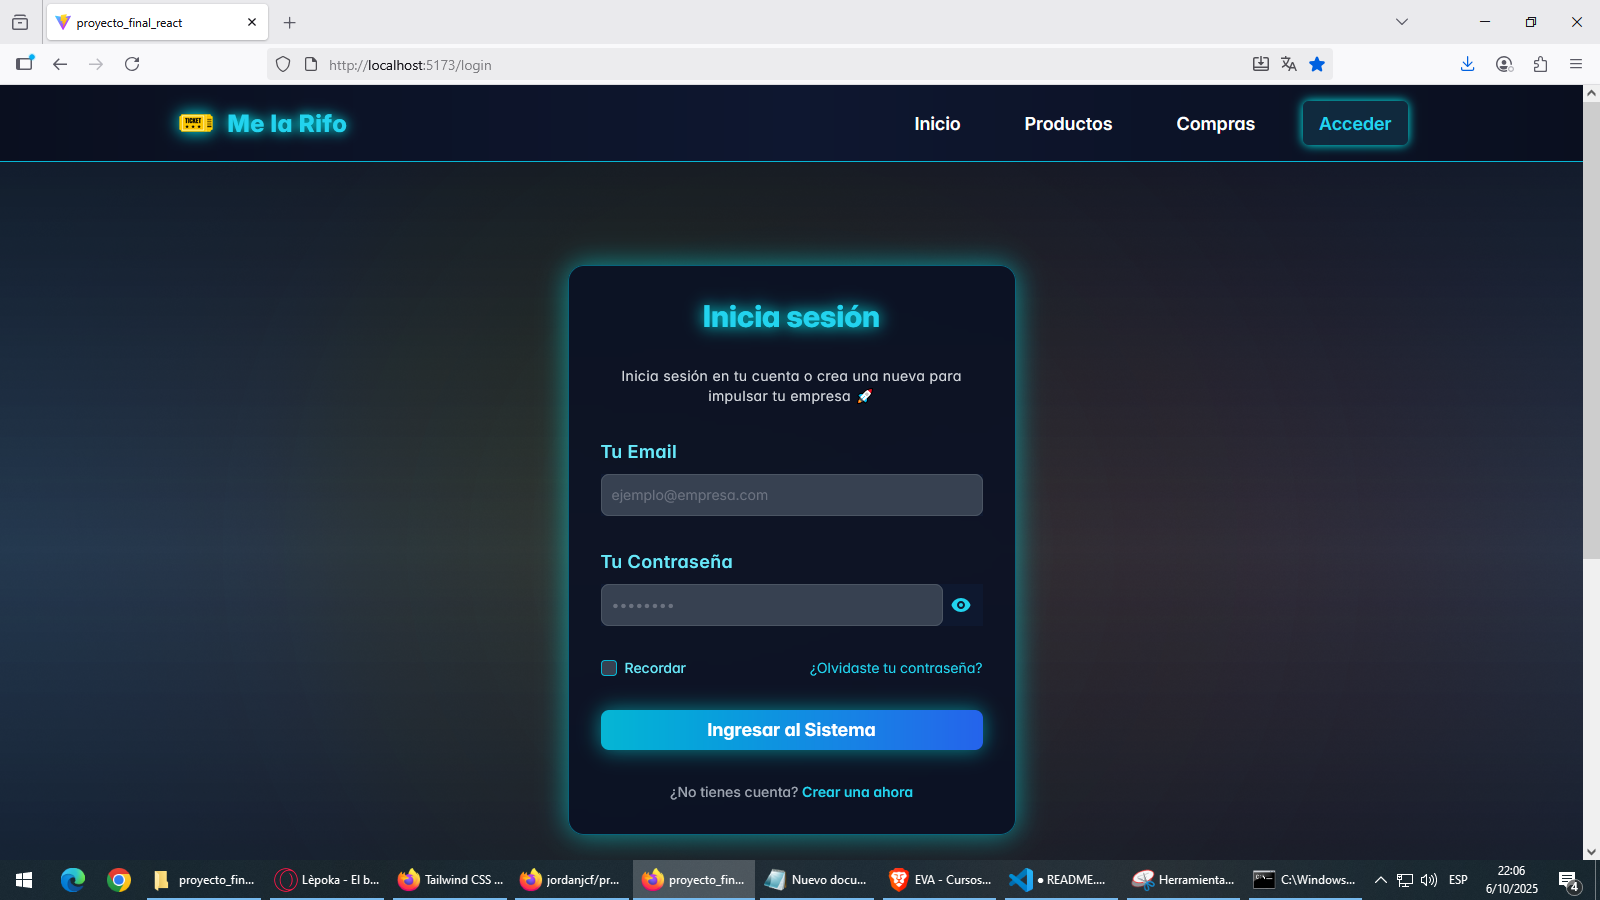 proyecto_final_react
http://localhost:5173/login
TICKET
Me la Rifo
Inicio
Productos
Compras
Acceder
Inicia sesión
Inicia sesión en tu cuenta o crea una nueva para
impulsar tu empresa 🚀
Tu Email
ejemplo@empresa.com
Tu Contraseña
••••••••
Recordar
¿Olvidaste tu contraseña?
Ingresar al Sistema
¿No tienes cuenta? Crear una ahora
proyecto_fin...
Lèpoka - El b...
Tailwind CSS ...
jordanjcf/pr...
proyecto_fin...
Nuevo docu...
EVA - Cursos...
● README....
Herramienta...
C:\Windows...
ESP
22:06
6/10/2025
4